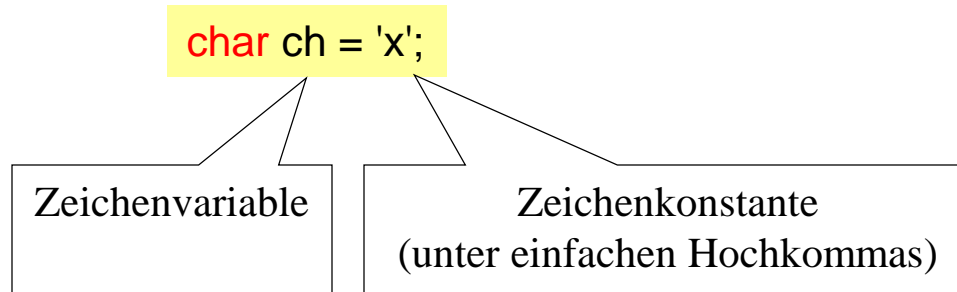 char ch = 'x';
Zeichenvariable
Zeichenkonstante
(unter einfachen Hochkommas)